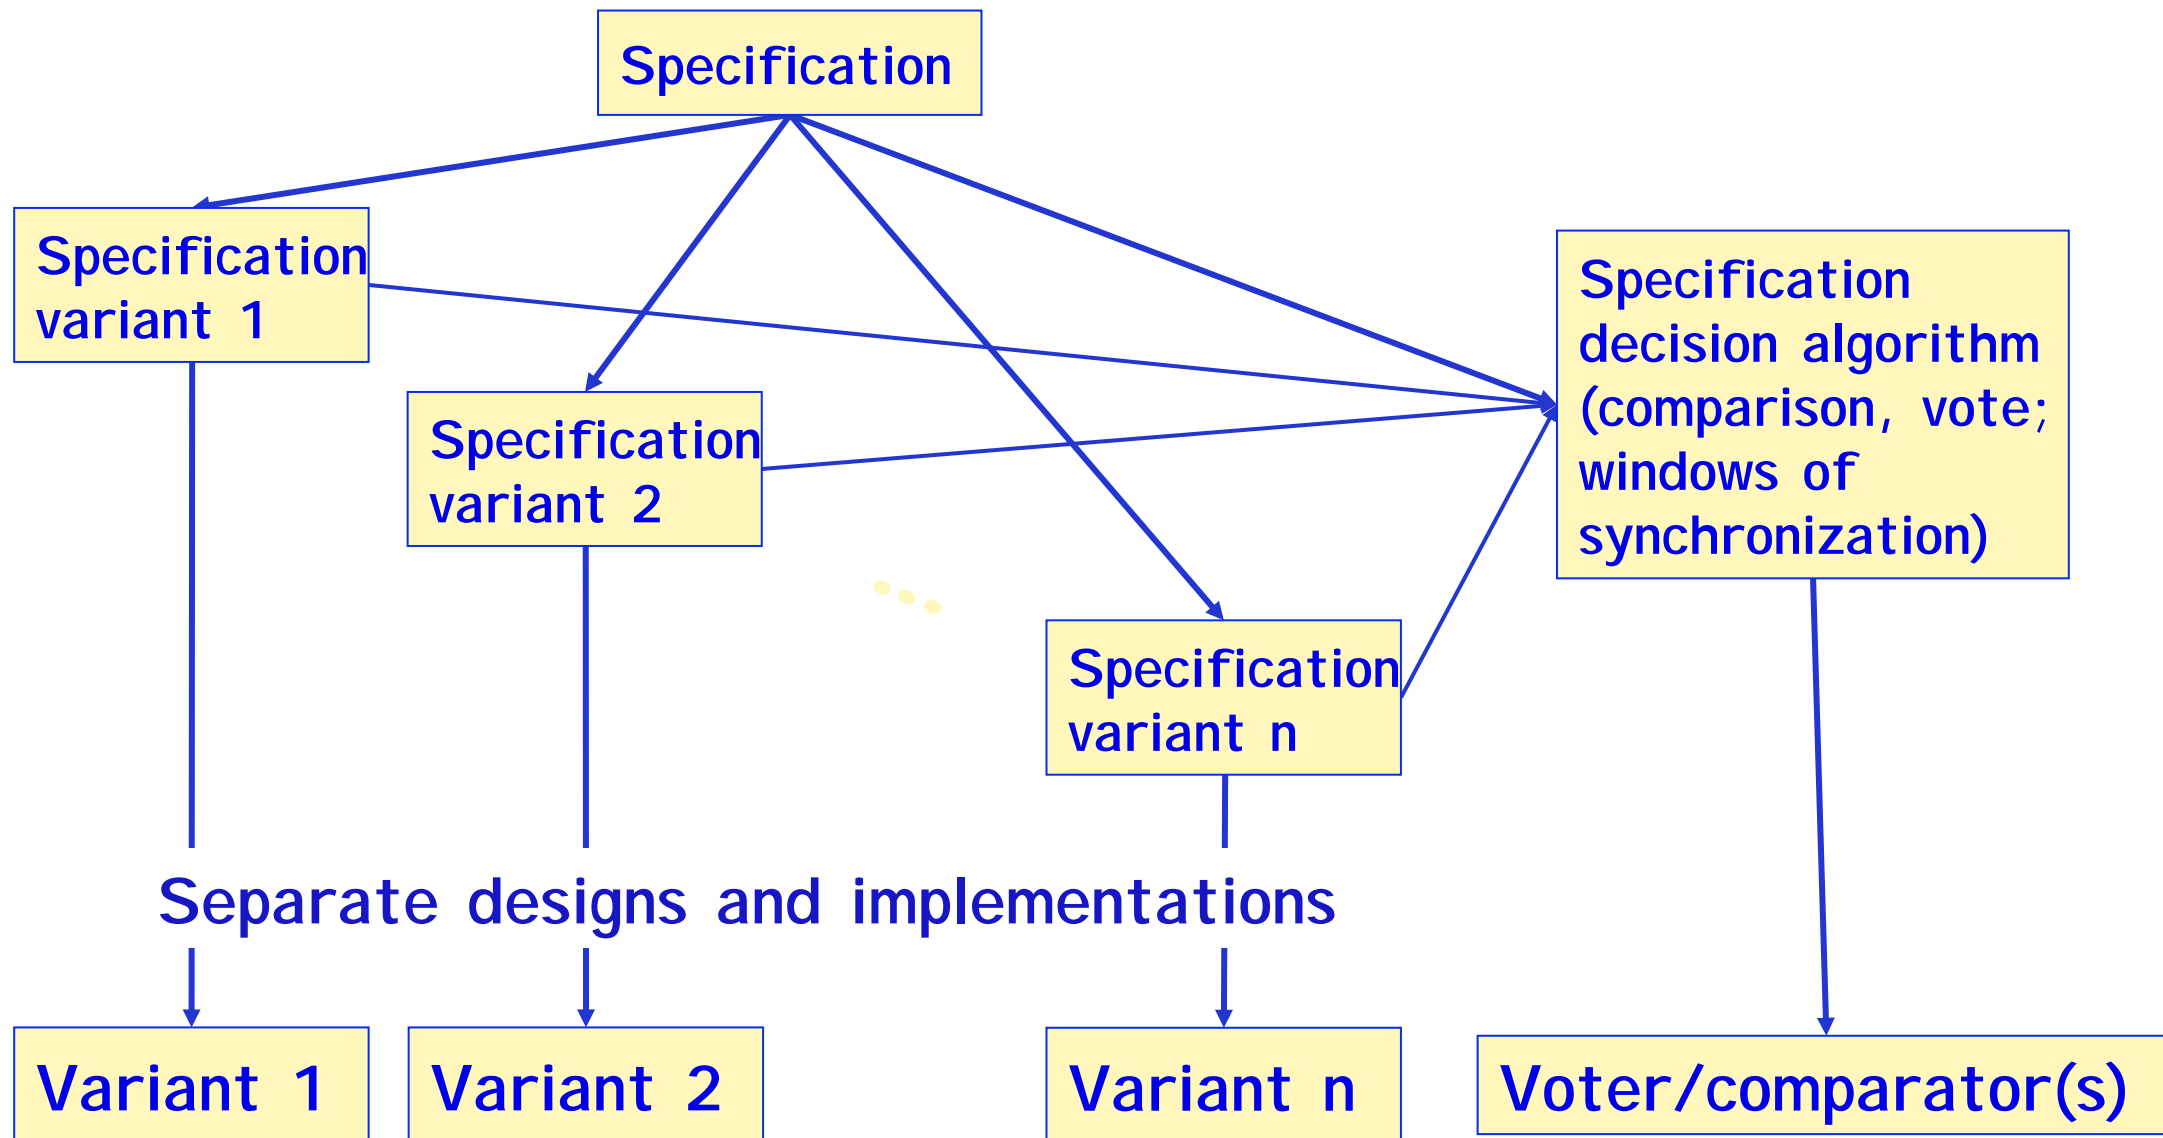 Specification
Specification
variant 1
Specification
decision algorithm
(comparison, vote;
windows of
synchronization)
Specification
variant 2
Specification
variant n
Separate designs and implementations
Variant 1
Variant 2
Variant n
Voter/comparator(s)